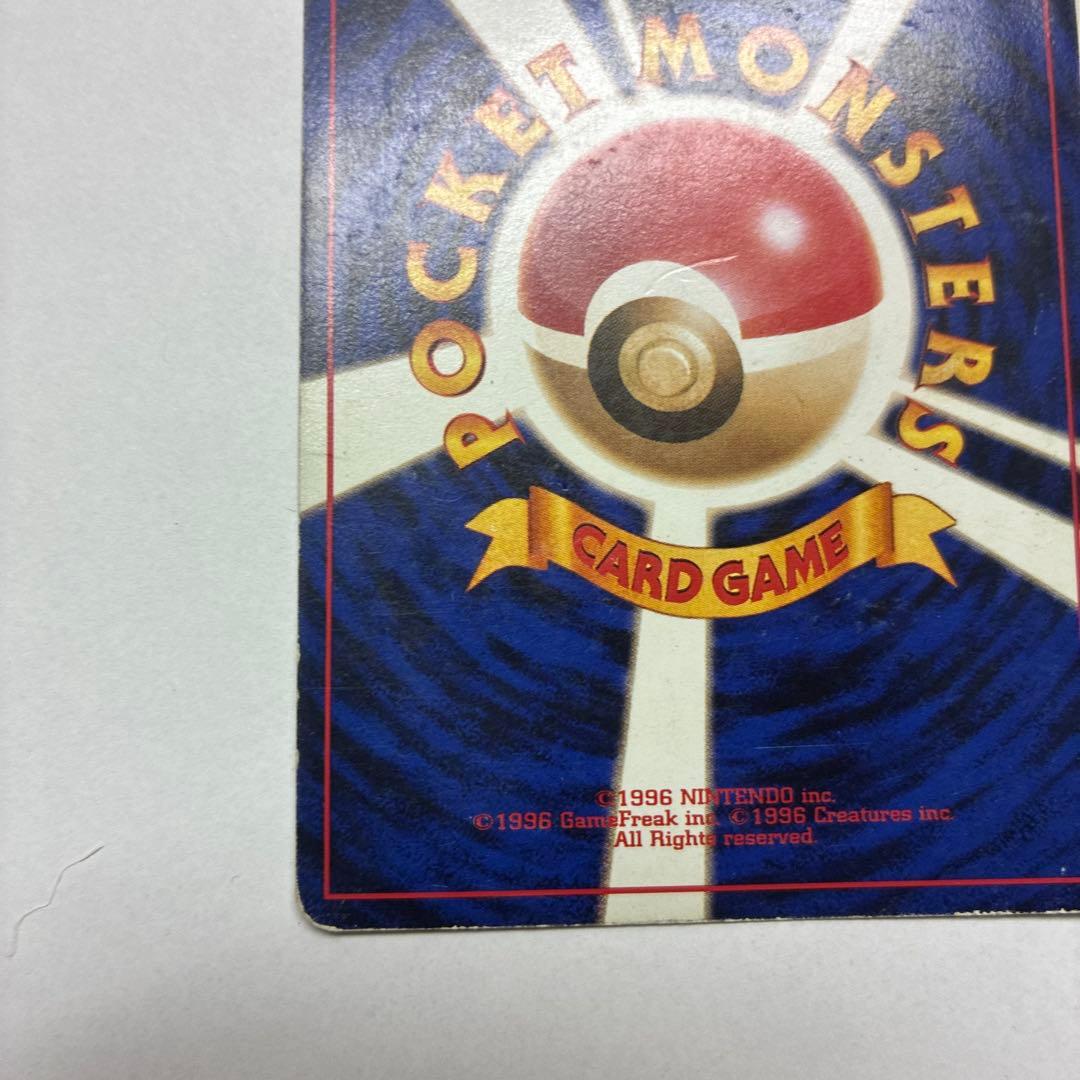 POCKET MONSTERS
CARD GAME
©1996 NINTENDO inc.
©1996 GameFreak inc. ©1996 Creatures inc.
All Rights reserved.